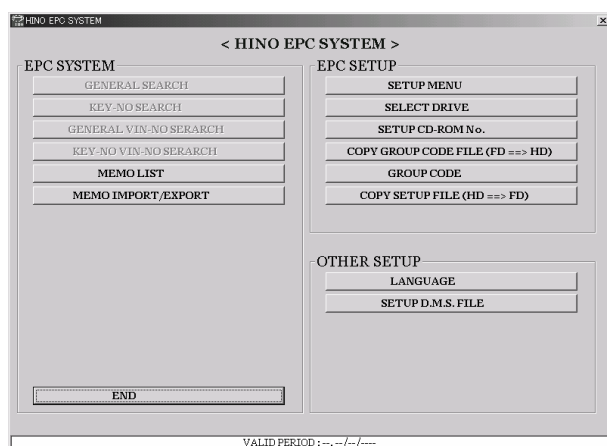 HINO EPC SYSTEM
< HINO EPC SYSTEM >
EPC SYSTEM
GENERAL SEARCH
KEY-NO SEARCH
GENERAL VIN-NO SERARCH
KEY-NO VIN-NO SERARCH
MEMO LIST
MEMO IMPORT/EXPORT
END
EPC SETUP
SETUP MENU
SELECT DRIVE
SETUP CD-ROM No.
COPY GROUP CODE FILE (FD ==> HD)
GROUP CODE
COPY SETUP FILE (HD ==> FD)
OTHER SETUP
LANGUAGE
SETUP D.M.S. FILE
VALID PERIOD : --. --/--/----